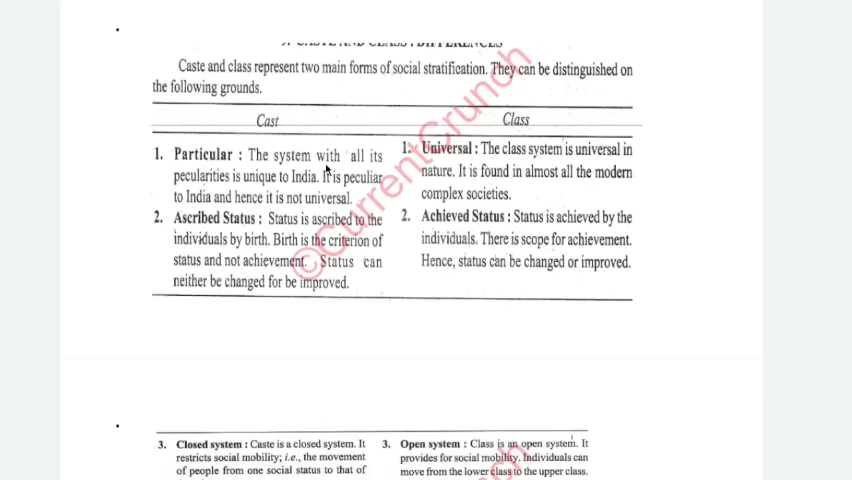 Caste and class represent two main forms of social stratification. They can be distinguished on
the following grounds.
Cast
Class
1. Particular : The system with all its
pecularities is unique to India. It is peculiar
to India and hence it is not universal.
2. Ascribed Status : Status is ascribed to the
individuals by birth. Birth is the criterion of
status and not achievement. Status can
neither be changed for be improved.
1. Universal : The class system is universal in
nature. It is found in almost all the modern
complex societies.
2. Achieved Status : Status is achieved by the
individuals. There is scope for achievement.
Hence, status can be changed or improved.
©CurrentCrunch
3. Closed system : Caste is a closed system. It
restricts social mobility; i.e., the movement
of people from one social status to that of
3. Open system : Class is an open system. It
provides for social mobility. Individuals can
move from the lower class to the upper class.